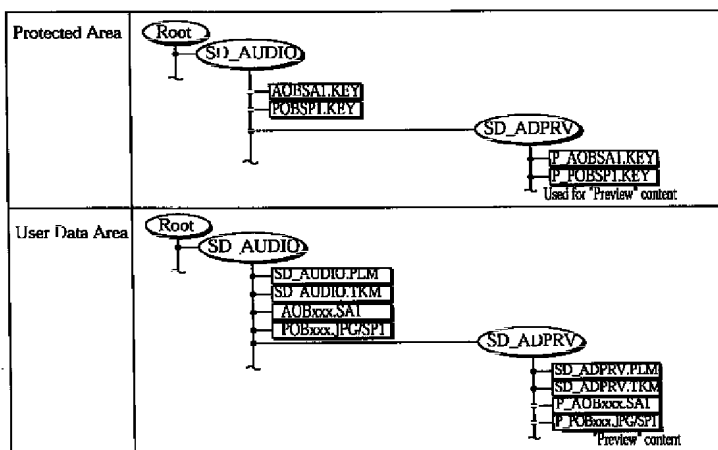 Protected Area
Root
SD_AUDIO
AOBSA1.KEY
POBSP1.KEY
SD_ADPRV
P_AOBSA1.KEY
P_POBSP1.KEY
Used for "Preview" content
User Data Area
Root
SD_AUDIO
SD_AUDIO.PLM
SD_AUDIO.TKM
AOBxxx.SA1
POBxxx.JPG/SP1
SD_ADPRV
SD_ADPRV.PLM
SD_ADPRV.TKM
P_AOBxxx.SA1
P_POBxxx.JPG/SP1
"Preview" content